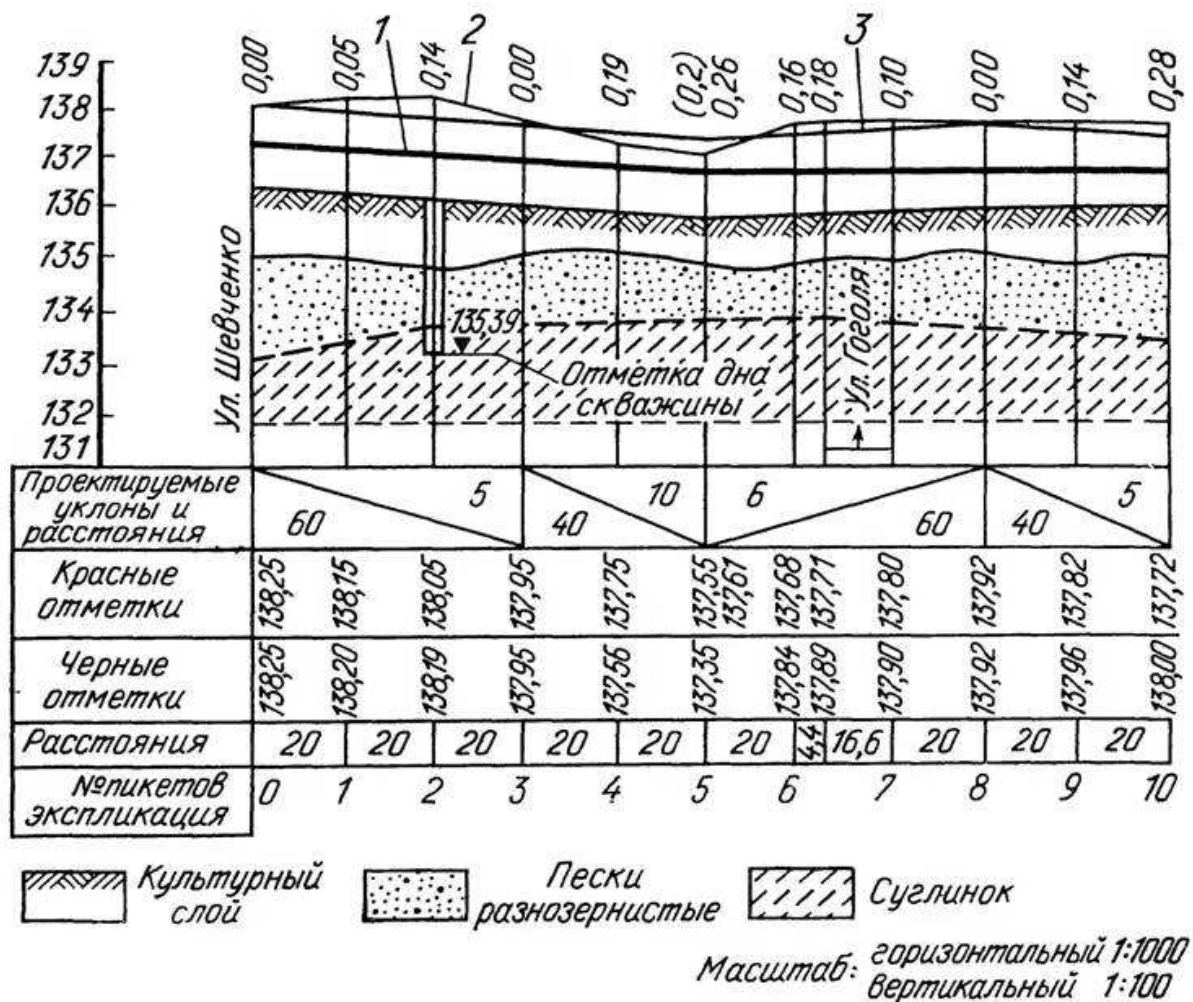 1 2 3
0,00 0,05 0,14 0,00 0,19 (0,2) 0,26 0,16 0,18 0,10 0,00 0,14 0,28
139
138
137
136
135
134
133
132
131
Ул. Шевченко
135,39
Отметка дна
скважины
Ул. Гоголя
Проектируемые
уклоны и
расстояния
60 5 40 10 6 60 40 5
Красные
отметки
138,25 138,15 138,05 137,95 137,75 137,55 137,61 137,68 137,71 137,80 137,92 137,82 137,72
Черные
отметки
138,25 138,20 138,19 137,95 137,56 137,35 137,84 137,89 137,90 137,92 137,96 138,00
Расстояния 20 20 20 20 20 20 4,4 16,6 20 20 20
№пикетов
экспликация
0 1 2 3 4 5 6 7 8 9 10
Культурный
слой
Пески
разнозернистые
Суглинок
Масштаб: горизонтальный 1:1000
вертикальный 1:100